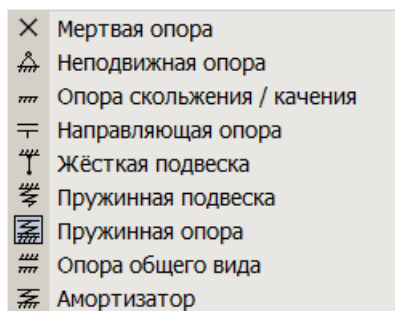 Мертвая опора
Неподвижная опора
Опора скольжения / качения
Направляющая опора
Жёсткая подвеска
Пружинная подвеска
Пружинная опора
Опора общего вида
Амортизатор